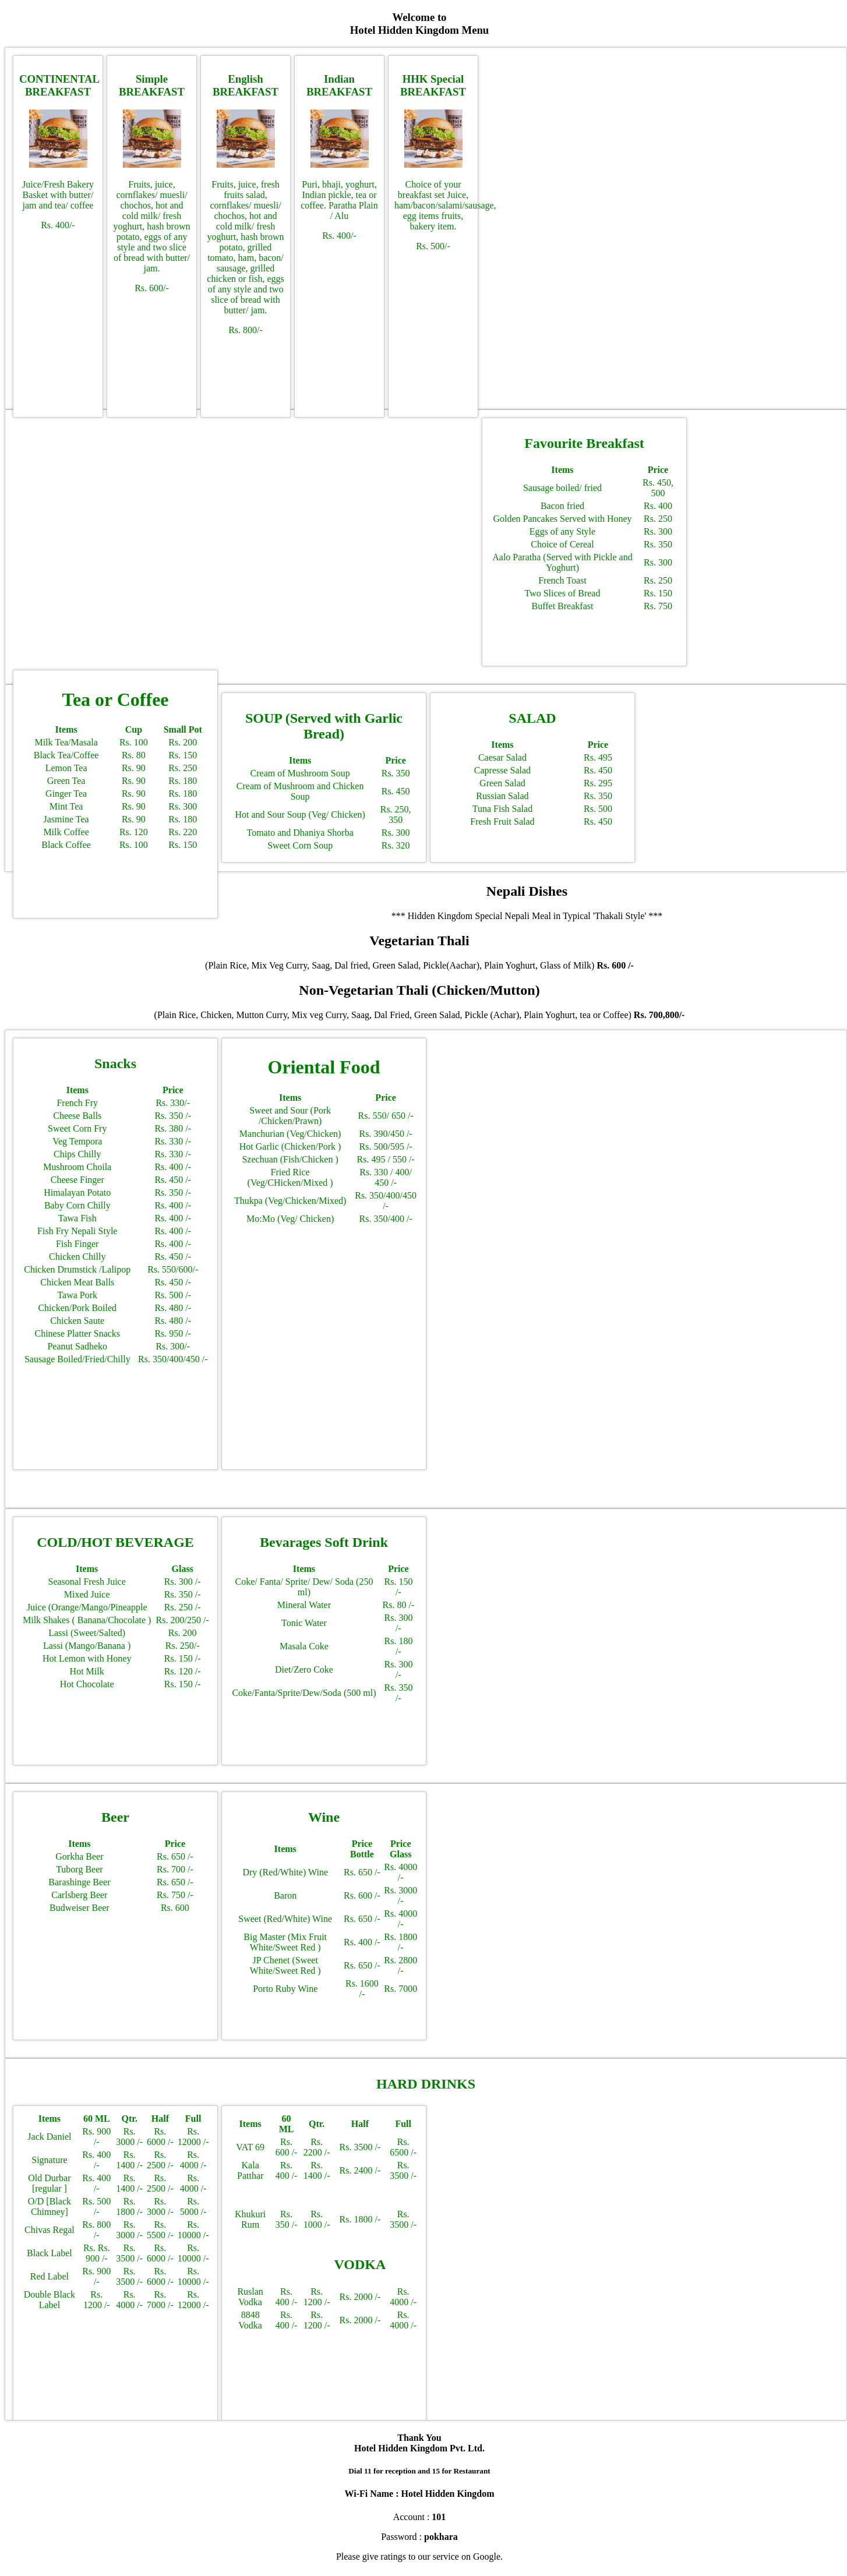 Welcome to
Hotel Hidden Kingdom Menu
CONTINENTAL
BREAKFAST
Juice/Fresh Bakery
Basket with butter/
jam and tea/ coffee
Rs. 400/-
Simple
BREAKFAST
Fruits, juice,
cornflakes/ muesli/
chochos, hot and
cold milk/ fresh
yoghurt, hash brown
potato, eggs of any
style and two slice
of bread with butter/
jam.
Rs. 600/-
English
BREAKFAST
Fruits, juice, fresh
fruits salad,
cornflakes/ muesli/
chochos, hot and
cold milk/ fresh
yoghurt, hash brown
potato, grilled
tomato, ham, bacon/
sausage, grilled
chicken or fish, eggs
of any style and two
slice of bread with
butter/ jam.
Rs. 800/-
Indian
BREAKFAST
Puri, bhaji, yoghurt,
Indian pickle, tea or
coffee. Paratha Plain
/ Alu
Rs. 400/-
HHK Special
BREAKFAST
Choice of your
breakfast set Juice,
ham/bacon/salami/sausage,
egg items fruits,
bakery item.
Rs. 500/-
Favourite Breakfast
Items Price
Sausage boiled/ fried Rs. 450, 500
Bacon fried Rs. 400
Golden Pancakes Served with Honey Rs. 250
Eggs of any Style Rs. 300
Choice of Cereal Rs. 350
Aalo Paratha (Served with Pickle and Yoghurt) Rs. 300
French Toast Rs. 250
Two Slices of Bread Rs. 150
Buffet Breakfast Rs. 750
Tea or Coffee
Items Cup Small Pot
Milk Tea/Masala Rs. 100 Rs. 200
Black Tea/Coffee Rs. 80 Rs. 150
Lemon Tea Rs. 90 Rs. 250
Green Tea Rs. 90 Rs. 180
Ginger Tea Rs. 90 Rs. 180
Mint Tea Rs. 90 Rs. 300
Jasmine Tea Rs. 90 Rs. 180
Milk Coffee Rs. 120 Rs. 220
Black Coffee Rs. 100 Rs. 150
SOUP (Served with Garlic
Bread)
Items Price
Cream of Mushroom Soup Rs. 350
Cream of Mushroom and Chicken Soup Rs. 450
Hot and Sour Soup (Veg/ Chicken) Rs. 250, 350
Tomato and Dhaniya Shorba Rs. 300
Sweet Corn Soup Rs. 320
SALAD
Items Price
Caesar Salad Rs. 495
Capresse Salad Rs. 450
Green Salad Rs. 295
Russian Salad Rs. 350
Tuna Fish Salad Rs. 500
Fresh Fruit Salad Rs. 450
Nepali Dishes
*** Hidden Kingdom Special Nepali Meal in Typical 'Thakali Style' ***
Vegetarian Thali
(Plain Rice, Mix Veg Curry, Saag, Dal fried, Green Salad, Pickle(Aachar), Plain Yoghurt, Glass of Milk) Rs. 600 /-
Non-Vegetarian Thali (Chicken/Mutton)
(Plain Rice, Chicken, Mutton Curry, Mix veg Curry, Saag, Dal Fried, Green Salad, Pickle (Achar), Plain Yoghurt, tea or Coffee) Rs. 700,800/-
Snacks
Items Price
French Fry Rs. 330/-
Cheese Balls Rs. 350 /-
Sweet Corn Fry Rs. 380 /-
Veg Tempora Rs. 330 /-
Chips Chilly Rs. 330 /-
Mushroom Choila Rs. 400 /-
Cheese Finger Rs. 450 /-
Himalayan Potato Rs. 350 /-
Baby Corn Chilly Rs. 400 /-
Tawa Fish Rs. 400 /-
Fish Fry Nepali Style Rs. 400 /-
Fish Finger Rs. 400 /-
Chicken Chilly Rs. 450 /-
Chicken Drumstick /Lalipop Rs. 550/600/-
Chicken Meat Balls Rs. 450 /-
Tawa Pork Rs. 500 /-
Chicken/Pork Boiled Rs. 480 /-
Chicken Saute Rs. 480 /-
Chinese Platter Snacks Rs. 950 /-
Peanut Sadheko Rs. 300/-
Sausage Boiled/Fried/Chilly Rs. 350/400/450 /-
Oriental Food
Items Price
Sweet and Sour (Pork /Chicken/Prawn) Rs. 550/ 650 /-
Manchurian (Veg/Chicken) Rs. 390/450 /-
Hot Garlic (Chicken/Pork ) Rs. 500/595 /-
Szechuan (Fish/Chicken ) Rs. 495 / 550 /-
Fried Rice (Veg/CHicken/Mixed ) Rs. 330 / 400/ 450 /-
Thukpa (Veg/Chicken/Mixed) Rs. 350/400/450 /-
Mo:Mo (Veg/ Chicken) Rs. 350/400 /-
COLD/HOT BEVERAGE
Items Glass
Seasonal Fresh Juice Rs. 300 /-
Mixed Juice Rs. 350 /-
Juice (Orange/Mango/Pineapple Rs. 250 /-
Milk Shakes ( Banana/Chocolate ) Rs. 200/250 /-
Lassi (Sweet/Salted) Rs. 200
Lassi (Mango/Banana ) Rs. 250/-
Hot Lemon with Honey Rs. 150 /-
Hot Milk Rs. 120 /-
Hot Chocolate Rs. 150 /-
Bevarages Soft Drink
Items Price
Coke/ Fanta/ Sprite/ Dew/ Soda (250 ml) Rs. 150 /-
Mineral Water Rs. 80 /-
Tonic Water Rs. 300 /-
Masala Coke Rs. 180 /-
Diet/Zero Coke Rs. 300 /-
Coke/Fanta/Sprite/Dew/Soda (500 ml) Rs. 350 /-
Beer
Items Price
Gorkha Beer Rs. 650 /-
Tuborg Beer Rs. 700 /-
Barashinge Beer Rs. 650 /-
Carlsberg Beer Rs. 750 /-
Budweiser Beer Rs. 600
Wine
Items Price Bottle Price Glass
Dry (Red/White) Wine Rs. 650 /- Rs. 4000 /-
Baron Rs. 600 /- Rs. 3000 /-
Sweet (Red/White) Wine Rs. 650 /- Rs. 4000 /-
Big Master (Mix Fruit White/Sweet Red ) Rs. 400 /- Rs. 1800 /-
JP Chenet (Sweet White/Sweet Red ) Rs. 650 /- Rs. 2800 /-
Porto Ruby Wine Rs. 1600 /- Rs. 7000
HARD DRINKS
Items 60 ML Qtr. Half Full
Jack Daniel Rs. 900 /- Rs. 3000 /- Rs. 6000 /- Rs. 12000 /-
Signature Rs. 400 /- Rs. 1400 /- Rs. 2500 /- Rs. 4000 /-
Old Durbar [regular ] Rs. 400 /- Rs. 1400 /- Rs. 2500 /- Rs. 4000 /-
O/D [Black Chimney] Rs. 500 /- Rs. 1800 /- Rs. 3000 /- Rs. 5000 /-
Chivas Regal Rs. 800 /- Rs. 3000 /- Rs. 5500 /- Rs. 10000 /-
Black Label Rs. Rs. 900 /- Rs. 3500 /- Rs. 6000 /- Rs. 10000 /-
Red Label Rs. 900 /- Rs. 3500 /- Rs. 6000 /- Rs. 10000 /-
Double Black Label Rs. 1200 /- Rs. 4000 /- Rs. 7000 /- Rs. 12000 /-
Items 60 ML Qtr. Half Full
VAT 69 Rs. 600 /- Rs. 2200 /- Rs. 3500 /- Rs. 6500 /-
Kala Patthar Rs. 400 /- Rs. 1400 /- Rs. 2400 /- Rs. 3500 /-
Khukuri Rum Rs. 350 /- Rs. 1000 /- Rs. 1800 /- Rs. 3500 /-
VODKA
Ruslan Vodka Rs. 400 /- Rs. 1200 /- Rs. 2000 /- Rs. 4000 /-
8848 Vodka Rs. 400 /- Rs. 1200 /- Rs. 2000 /- Rs. 4000 /-
Thank You
Hotel Hidden Kingdom Pvt. Ltd.
Dial 11 for reception and 15 for Restaurant
Wi-Fi Name : Hotel Hidden Kingdom
Account : 101
Password : pokhara
Please give ratings to our service on Google.